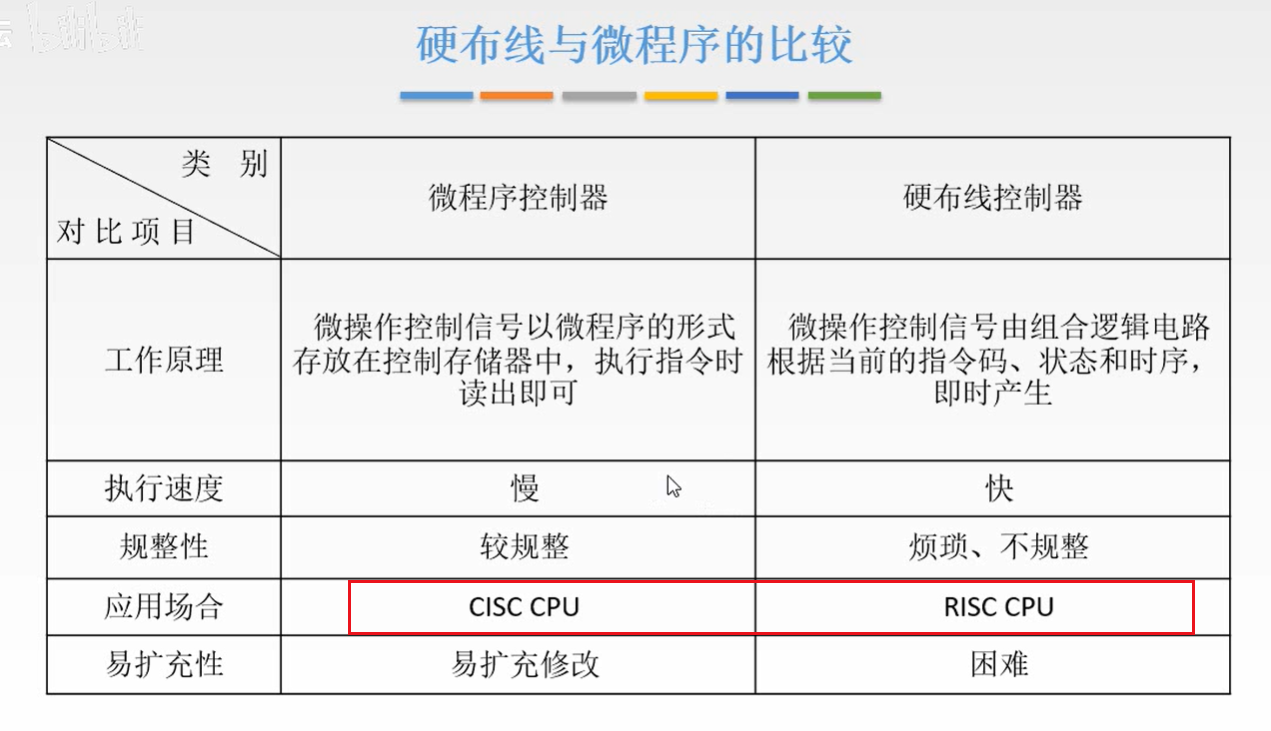 bilibili
硬布线与微程序的比较
类 别
对 比 项 目
微程序控制器
硬布线控制器
工作原理
微操作控制信号以微程序的形式
存放在控制存储器中，执行指令时
读出即可
微操作控制信号由组合逻辑电路
根据当前的指令码、状态和时序，
即时产生
执行速度
慢
快
规整性
较规整
烦琐、不规整
应用场合
CISC CPU
RISC CPU
易扩充性
易扩充修改
困难